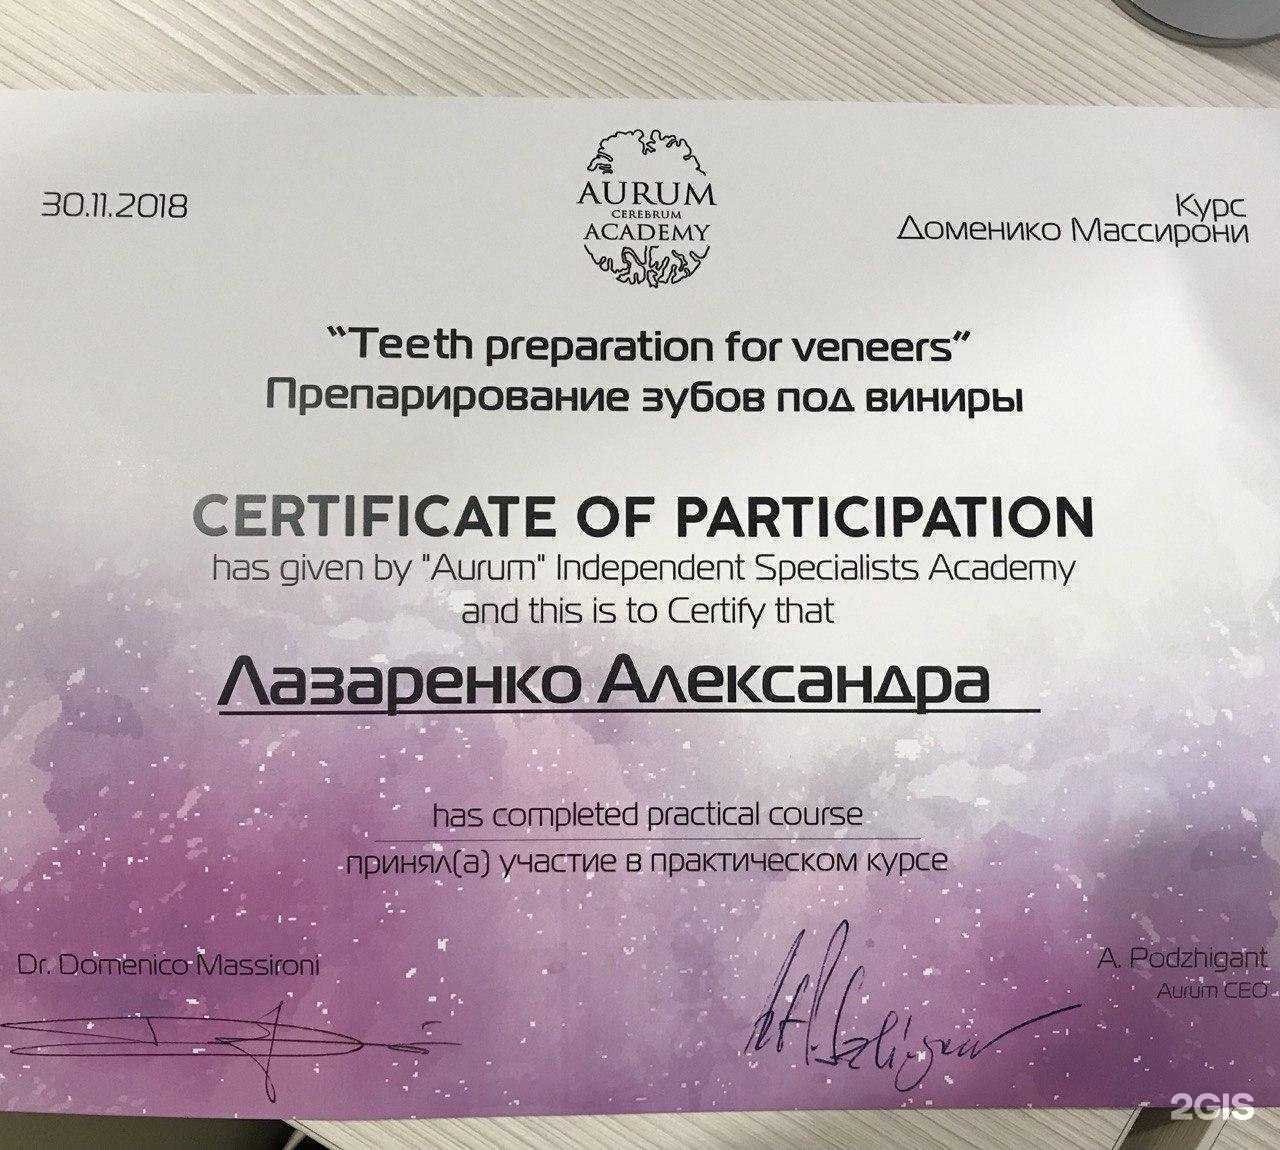 30.11.2018
AURUM
CEREBRUM
ACADEMY
Курс
Доменико Массирони
“Teeth preparation for veneers”
Препарирование зубов под виниры
CERTIFICATE OF PARTICIPATION
has given by "Aurum" Independent Specialists Academy
and this is to Certify that
Лазаренко Александра
has completed practical course
принял(а) участие в практическом курсе
Dr. Domenico Massironi
A. Podzhigant
Aurum CEO
2GIS